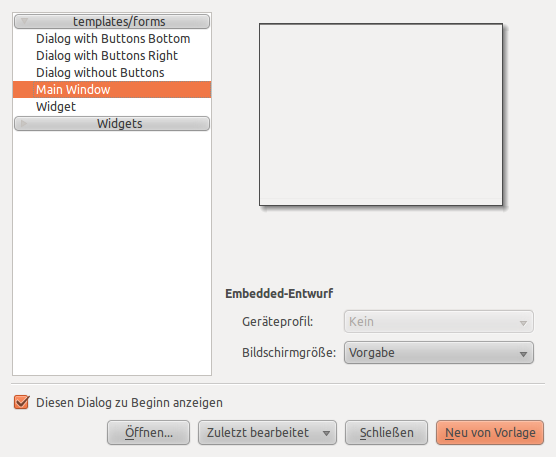 templates/forms
Dialog with Buttons Bottom
Dialog with Buttons Right
Dialog without Buttons
Main Window
Widget
Widgets
Embedded-Entwurf
Geräteprofil: Kein
Bildschirmgröße: Vorgabe
Diesen Dialog zu Beginn anzeigen
Öffnen... Zuletzt bearbeitet Schließen Neu von Vorlage